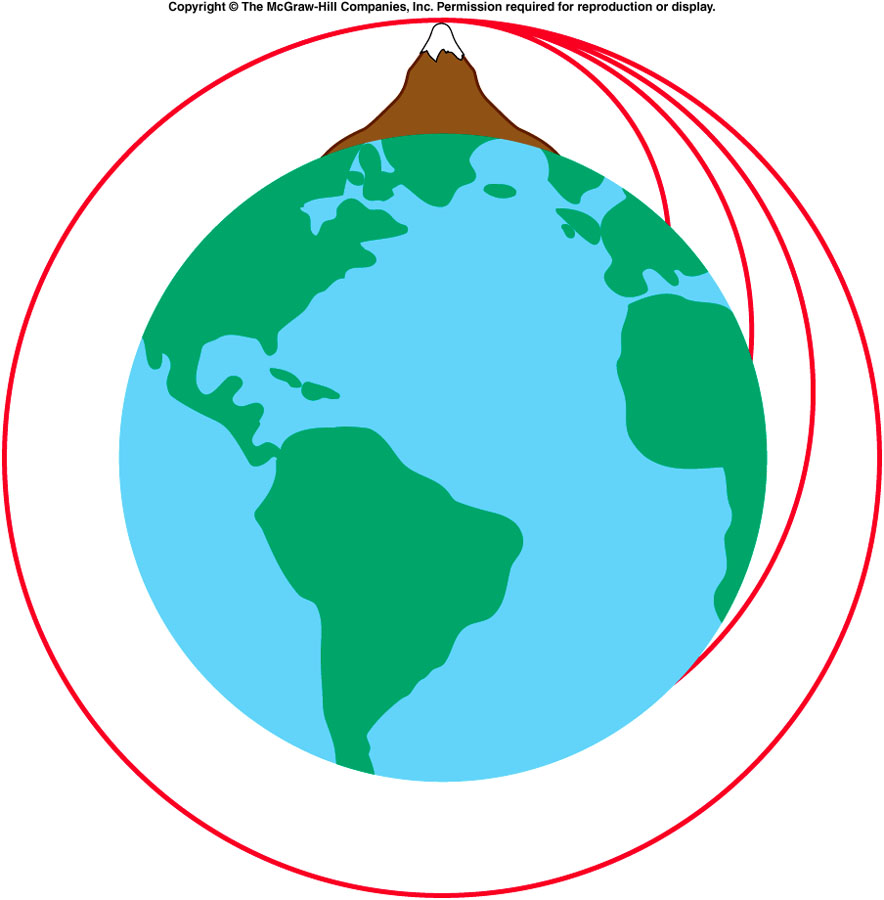 Copyright © The McGraw-Hill Companies, Inc. Permission required for reproduction or display.